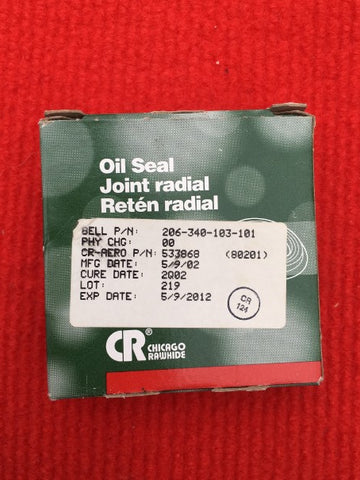 Oil Seal
Joint radial
Retén radial
BELL P/N: 206-340-103-101
PHY CHG: 00
CR-AERO P/N: 533868 (80201)
MFG DATE: 5/9/02
CURE DATE: 2Q02
LOT: 219
EXP DATE: 5/9/2012
CR
124
CR CHICAGO
RAWHIDE